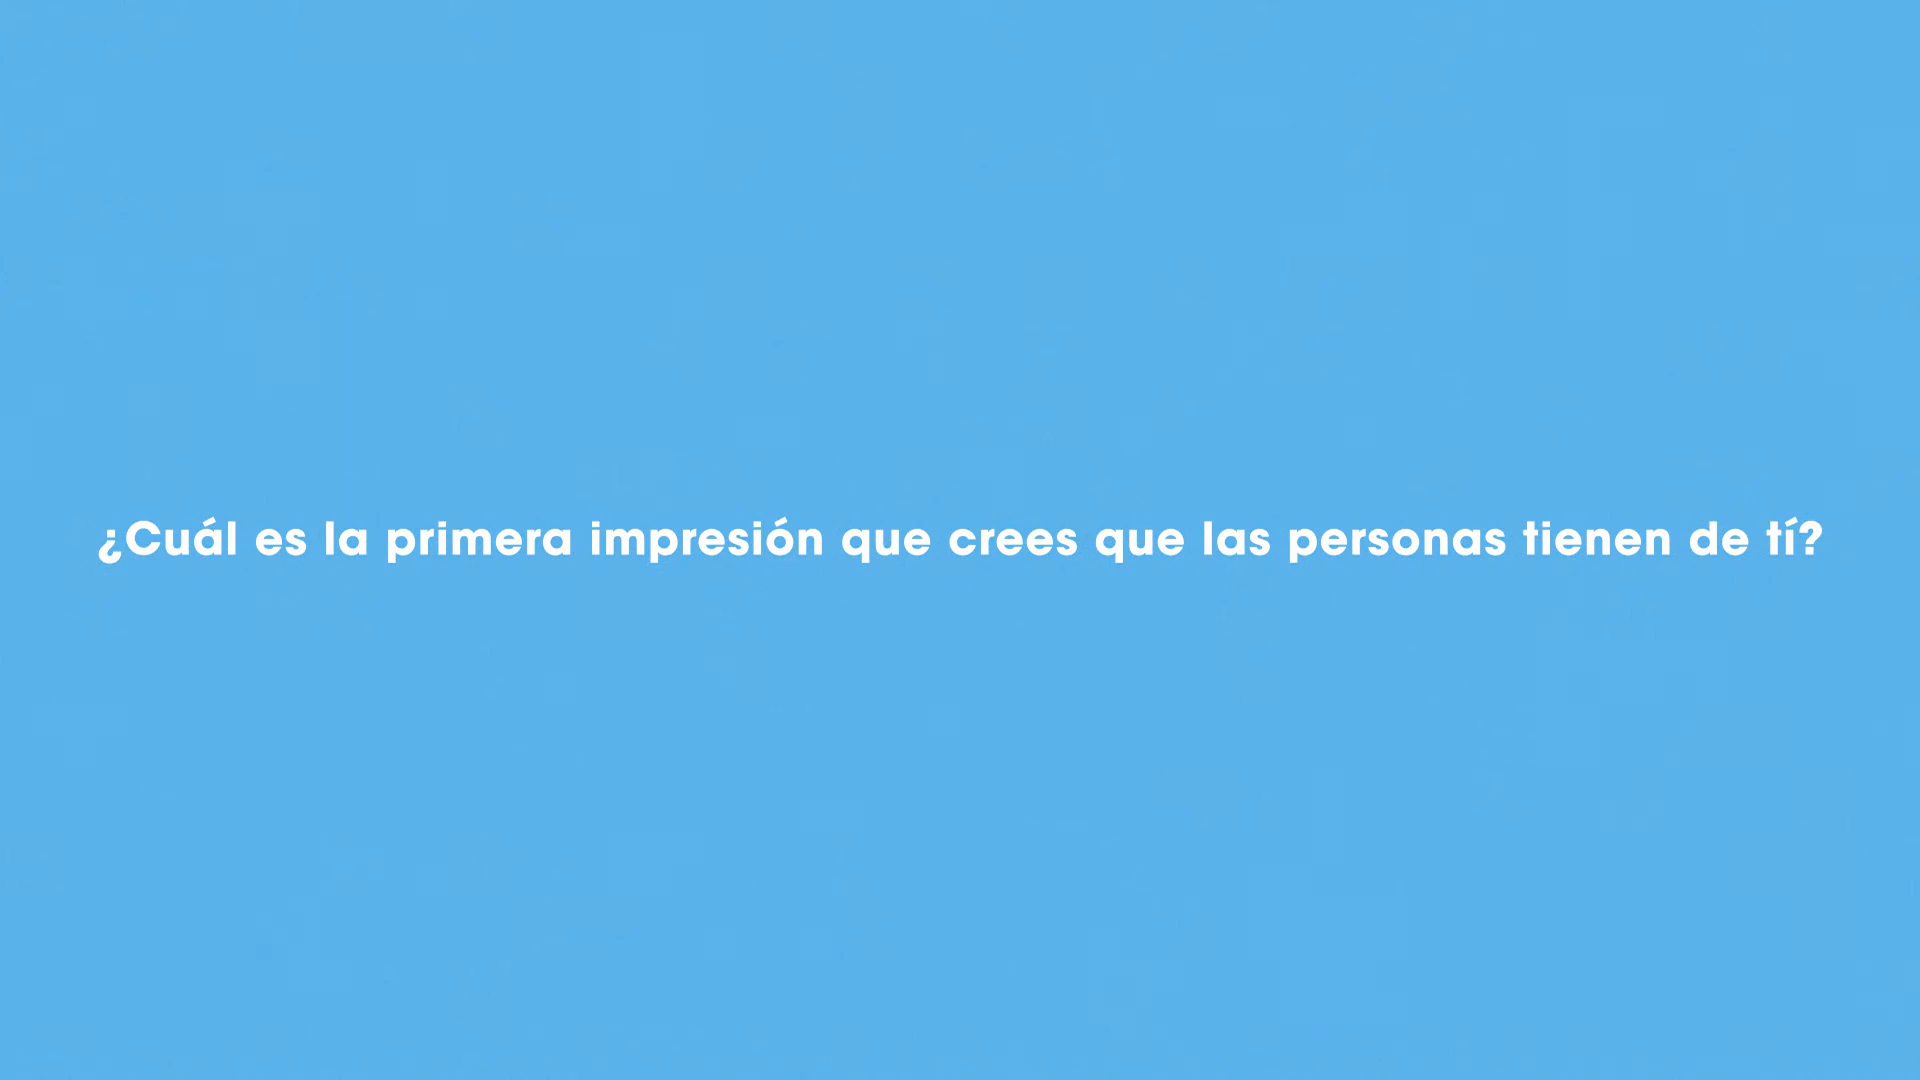 ¿Cuál es la primera impresión que crees que las personas tienen de tí?